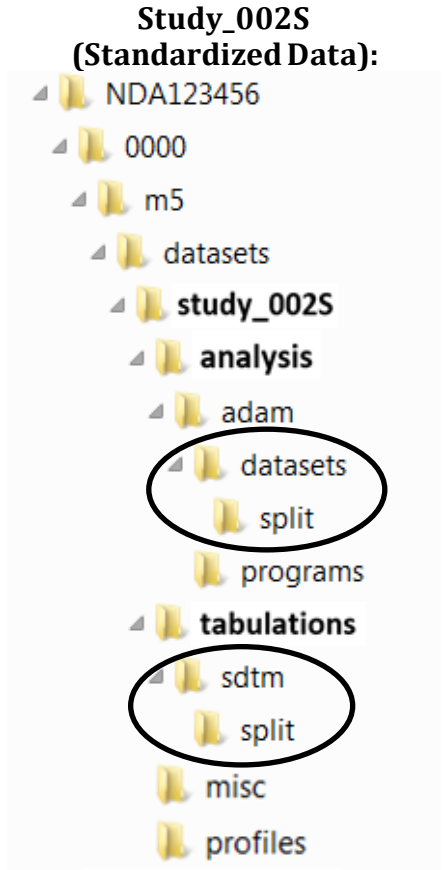 Study_002S
(Standardized Data):
NDA123456
0000
m5
datasets
study_002S
analysis
adam
datasets
split
programs
tabulations
sdtm
split
misc
profiles